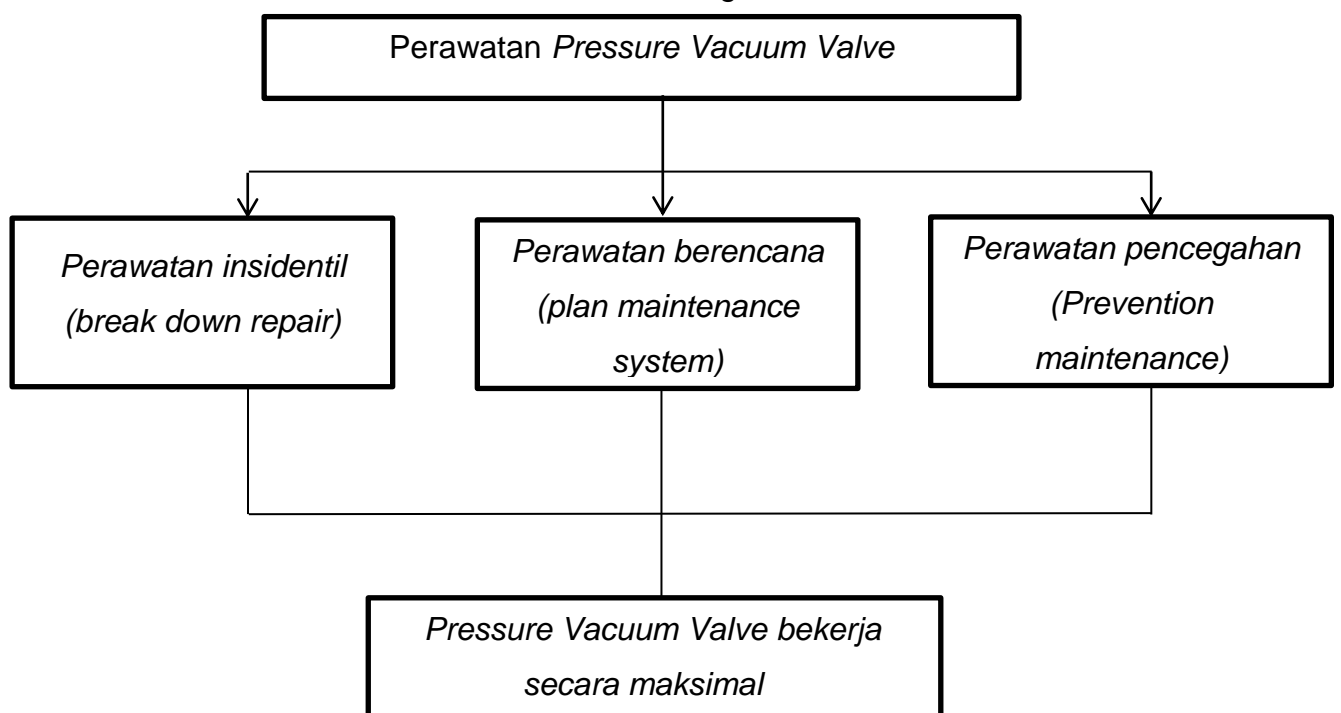 Perawatan Pressure Vacuum Valve
Perawatan insidentil
(break down repair)
Perawatan berencana
(plan maintenance
system)
Perawatan pencegahan
(Prevention
maintenance)
Pressure Vacuum Valve bekerja
secara maksimal